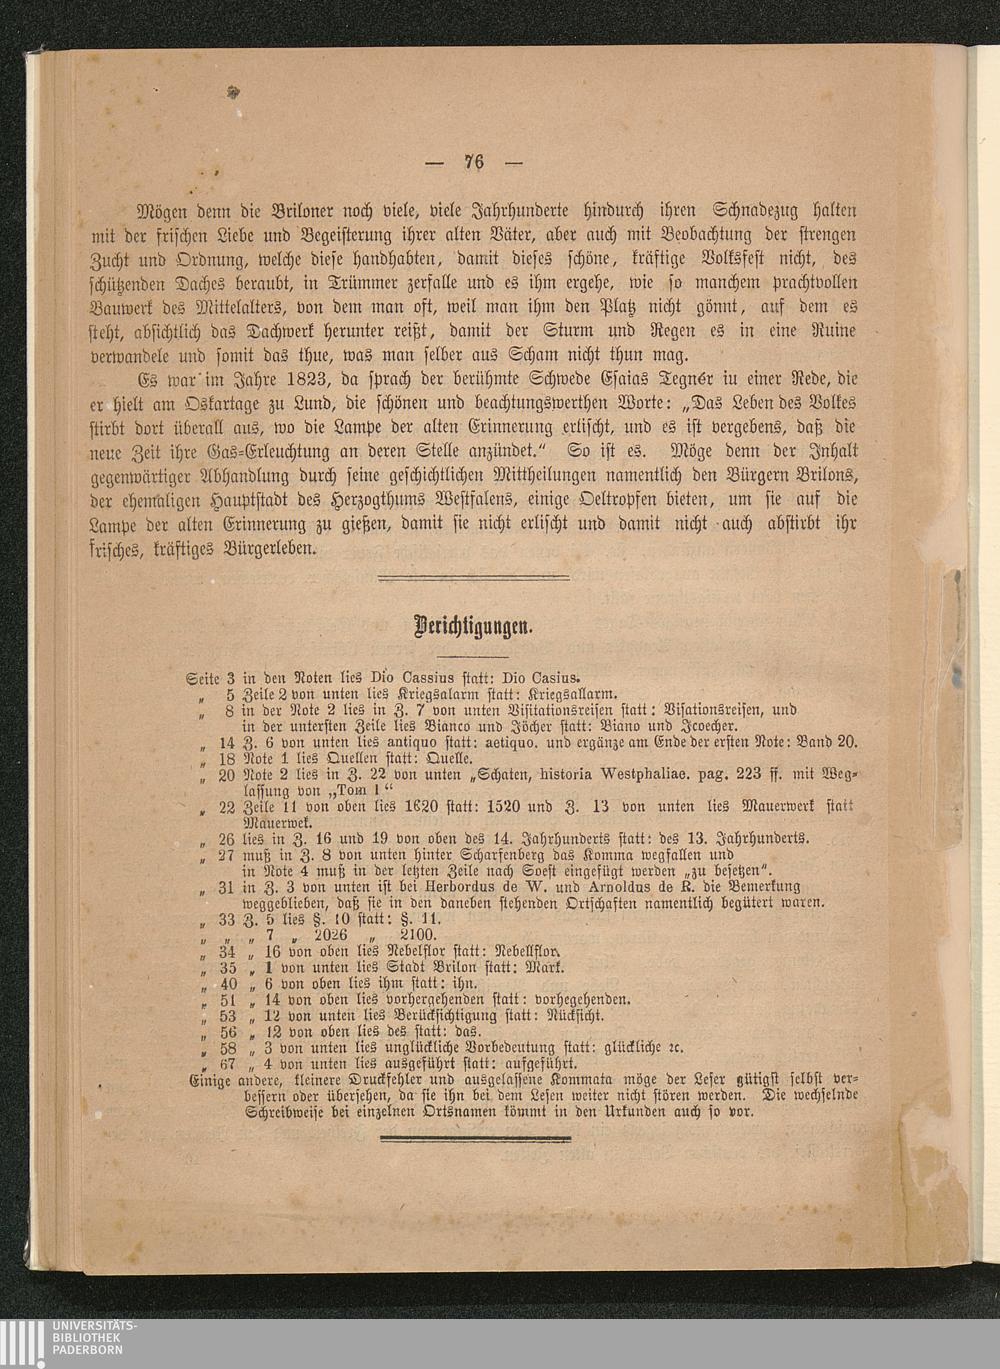 — 76 —
Mögen denn die Briloner noch viele, viele Jahrhunderte hindurch ihren Schnadezug halten
mit der frischen Liebe und Begeisterung ihrer alten Väter, aber auch mit Beobachtung der strengen
Zucht und Ordnung, welche diese handhabten, damit dieses schöne, kräftige Volksfest nicht, des
schützenden Daches beraubt, in Trümmer zerfalle und es ihm ergehe, wie so manchem prachtvollen
Bauwerk des Mittelalters, von dem man oft, weil man ihm den Platz nicht gönnt, auf dem es
steht, absichtlich das Dachwerk herunter reißt, damit der Sturm und Regen es in eine Ruine
verwandele und somit das thue, was man selber aus Scham nicht thun mag.
Es war im Jahre 1823, da sprach der berühmte Schwede Esaias Tegnér iu einer Rede, die
er hielt am Oskartage zu Lund, die schönen und beachtungswerthen Worte: „Das Leben des Volkes
stirbt dort überall aus, wo die Lampe der alten Erinnerung erlischt, und es ist vergebens, daß die
neue Zeit ihre Gas-Erleuchtung an deren Stelle anzündet.“ So ist es. Möge denn der Inhalt
gegenwärtiger Abhandlung durch seine geschichtlichen Mittheilungen namentlich den Bürgern Brilons,
der ehemaligen Hauptstadt des Herzogthums Westfalens, einige Oeltropfen bieten, um sie auf die
Lampe der alten Erinnerung zu gießen, damit sie nicht erlischt und damit nicht auch abstirbt ihr
frisches, kräftiges Bürgerleben.
Berichtigungen.
Seite 3 in den Noten lies Dio Cassius statt: Dio Casius.
„ 5 Zeile 2 von unten lies Kriegsalarm statt: Kriegsallarm.
„ 8 in der Note 2 lies in Z. 7 von unten Visitationsreisen statt: Visationsreisen, und
in der untersten Zeile lies Bianco und Jöcher statt: Biano und Jcoecher.
„ 14 Z. 6 von unten lies antiquo statt: aetiquo. und ergänze am Ende der ersten Note: Band 20.
„ 18 Note 1 lies Quellen statt: Quelle.
„ 20 Note 2 lies in Z. 22 von unten „Schaten, historia Westphaliae. pag. 223 ff. mit Weg-
lassung von „Tom 1“
„ 22 Zeile 11 von oben lies 1620 statt: 1520 und Z. 13 von unten lies Mauerwerk statt
Mauerwek.
„ 26 lies in Z. 16 und 19 von oben des 14. Jahrhunderts statt: des 13. Jahrhunderts.
„ 27 muß in Z. 8 von unten hinter Scharfenberg das Komma wegfallen und
in Note 4 muß in der letzten Zeile nach Soest eingefügt werden „zu besetzen“.
„ 31 in Z. 3 von unten ist bei Herbordus de W. und Arnoldus de R. die Bemerkung
weggeblieben, daß sie in den daneben stehenden Ortschaften namentlich begütert waren.
„ 33 Z. 5 lies §. 10 statt: §. 11.
„ „ „ 7 „ 2026 „ 2100.
„ 34 „ 16 von oben lies Nebelflor statt: Nebellflor.
„ 35 „ 1 von unten lies Stadt Brilon statt: Mark.
„ 40 „ 6 von oben lies ihm statt: ihn.
„ 51 „ 14 von oben lies vorhergehenden statt: vorhegehenden.
„ 53 „ 12 von unten lies Berücksichtigung statt: Rücksicht.
„ 56 „ 12 von oben lies des statt: das.
„ 58 „ 3 von unten lies unglückliche Vorbedeutung statt: glückliche ꝛc.
„ 67 „ 4 von unten lies ausgeführt statt: aufgeführt.
Einige andere, kleinere Druckfehler und ausgelassene Kommata möge der Leser gütigst selbst ver-
bessern oder übersehen, da sie ihn bei dem Lesen weiter nicht stören werden. Die wechselnde
Schreibweise bei einzelnen Ortsnamen kömmt in den Urkunden auch so vor.
UNIVERSITÄTS-
BIBLIOTHEK
PADERBORN